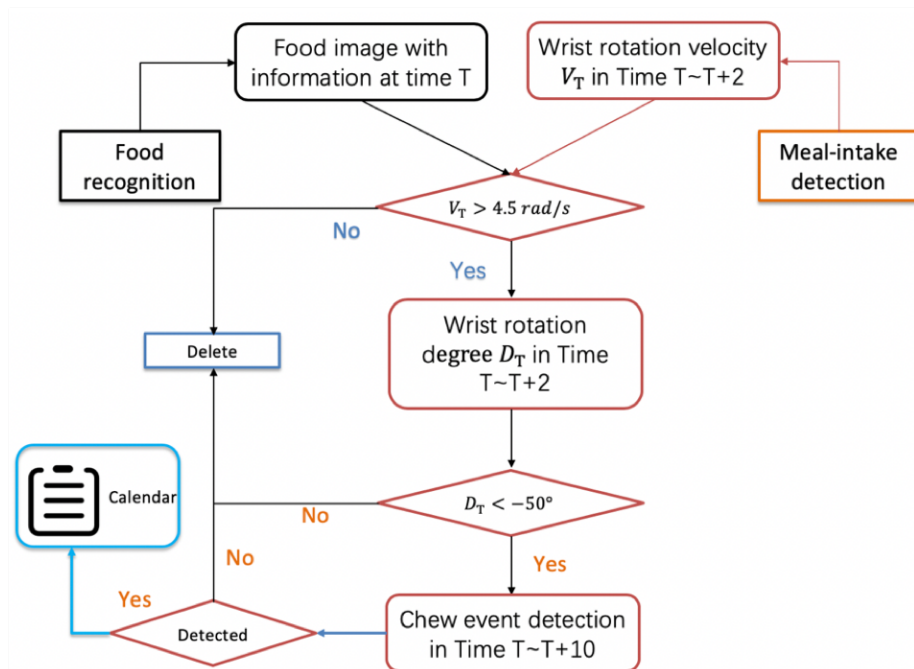 Food image with
information at time T
Wrist rotation velocity
V_T in Time T~T+2
Food
recognition
Meal-intake
detection
V_T > 4.5 rad/s
No
Yes
Wrist rotation
degree D_T in Time
T~T+2
Delete
Calendar
D_T < −50°
No
No
Yes
Yes
Detected
Chew event detection
in Time T~T+10